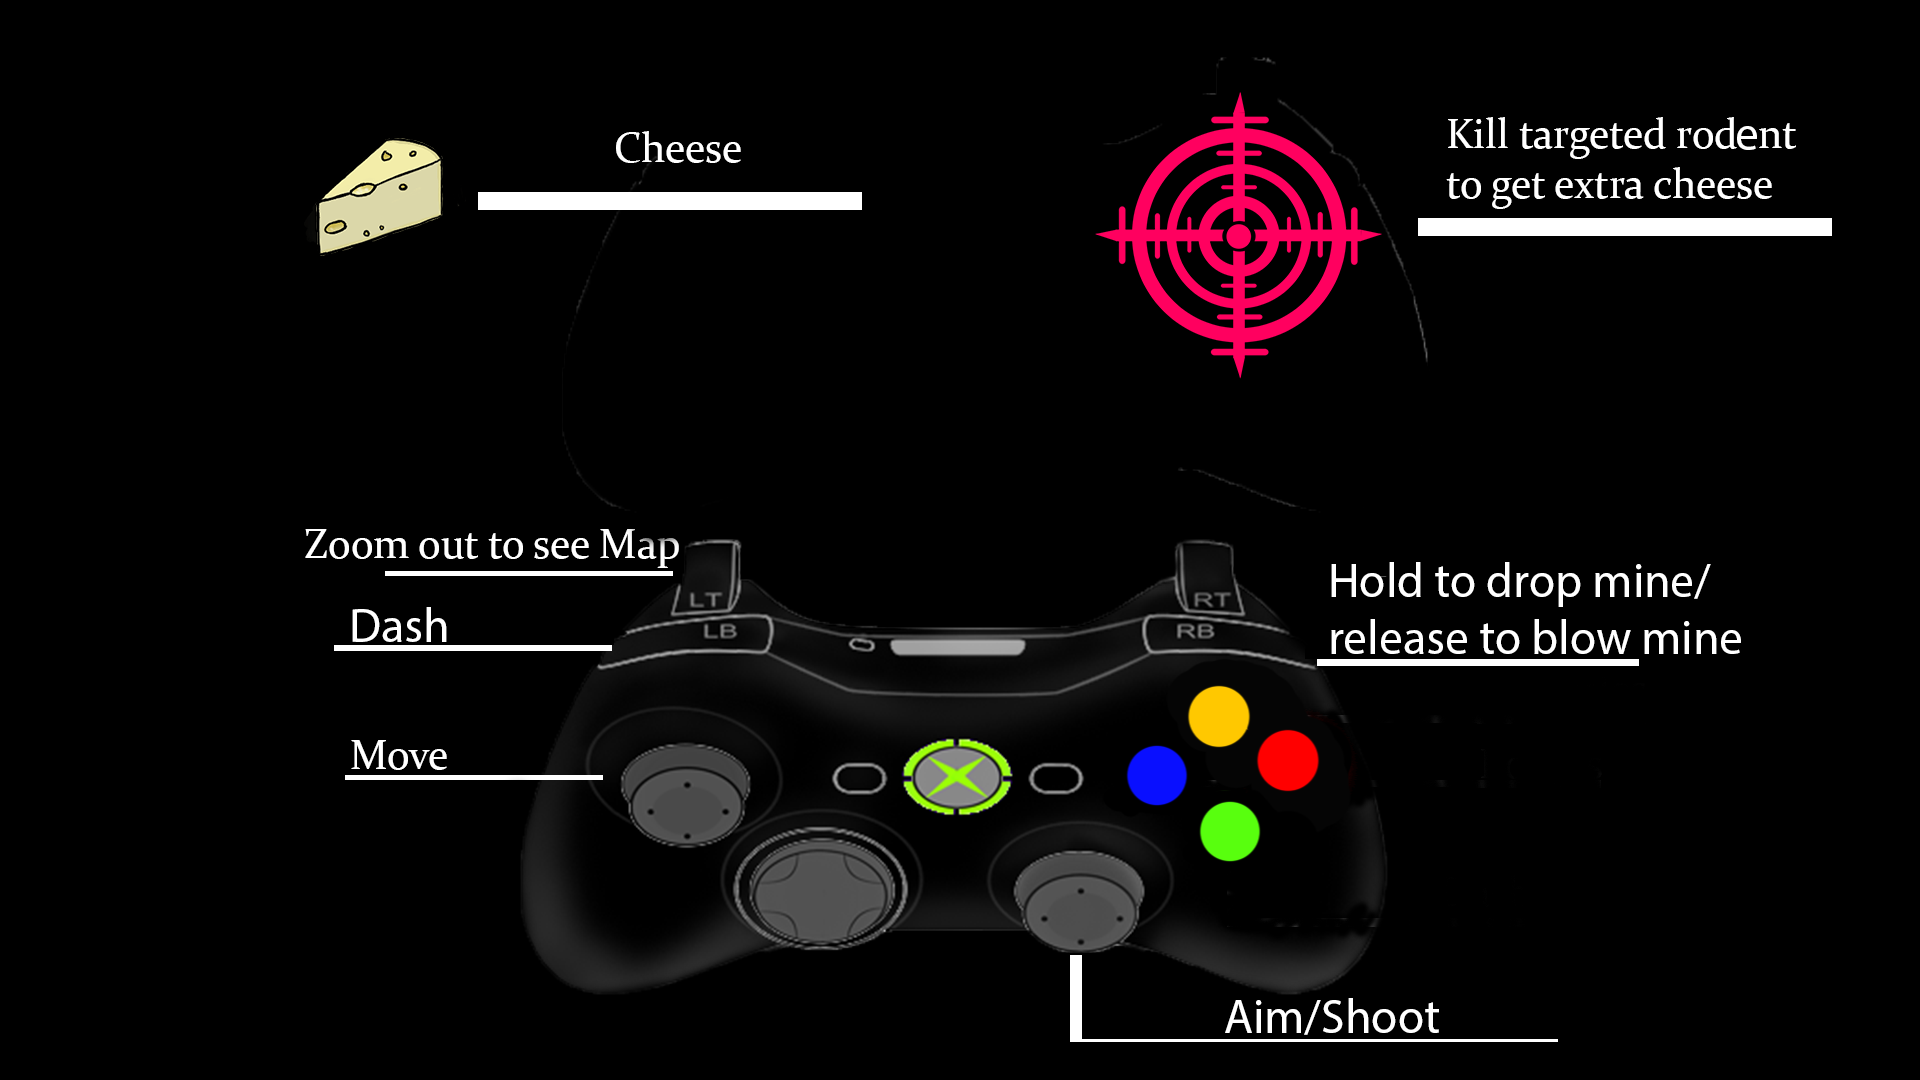 Cheese
Kill targeted rodent
to get extra cheese
Zoom out to see Map
LT
RT
Hold to drop mine/
release to blow mine
Dash
LB
RB
Move
Aim/Shoot